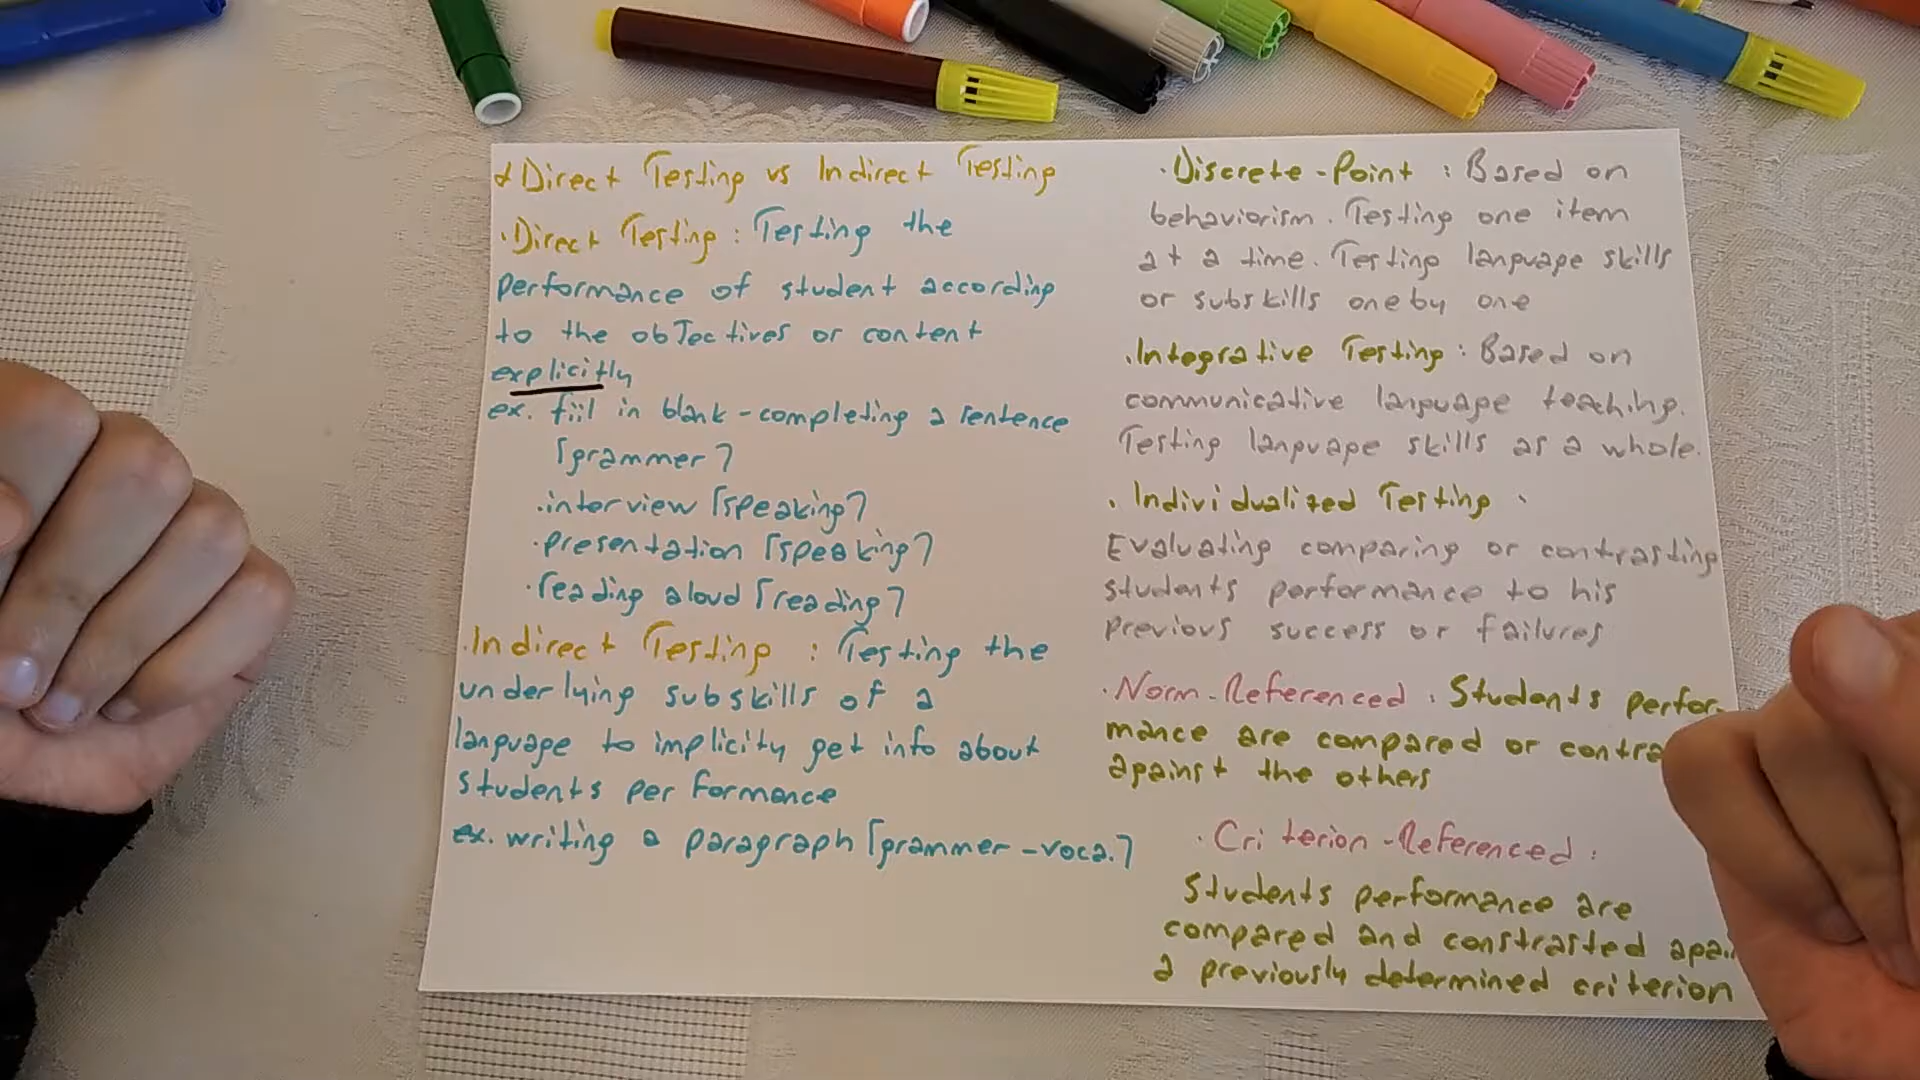 Direct Testing vs Indirect Testing
·Direct Testing : Testing the
performance of student according
to the objectives or content
explicitly
ex. fiil in blank - completing a sentence
[grammer]
·interview [speaking]
·presentation [speaking]
·reading aloud [reading]
·Indirect Testing : Testing the
underlying subskills of a
language to implicity get info about
students performance
ex. writing a paragraph [grammer - voca.]
·Discrete-Point : Based on
behaviorism. Testing one item
at a time. Testing language skills
or subskills one by one
·Integrative Testing : Based on
communicative language teaching.
Testing language skills as a whole.
·Individualized Testing
Evaluating comparing or contrasting
students performance to his
previous success or failures
·Norm-Referenced : Students perfor-
mance are compared or contra
against the others
·Criterion-Referenced :
Students performance are
compared and constrasted agai
a previously determined criterion